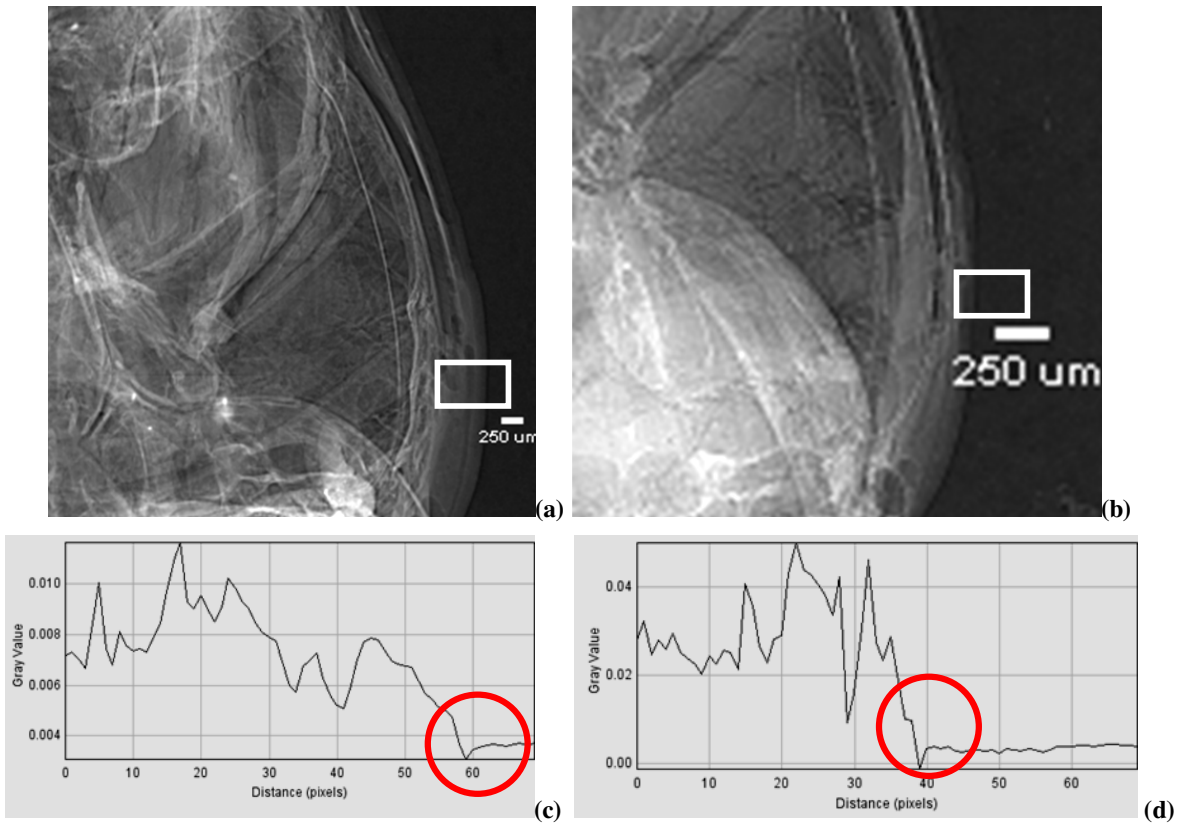 250 um
(a)
250 um
(b)
0.010
0.008
0.006
0.004
Gray Value
0 10 20 30 40 50 60
Distance (pixels)
(c)
0.04
0.02
0.00
Gray Value
0 10 20 30 40 50 60
Distance (pixels)
(d)